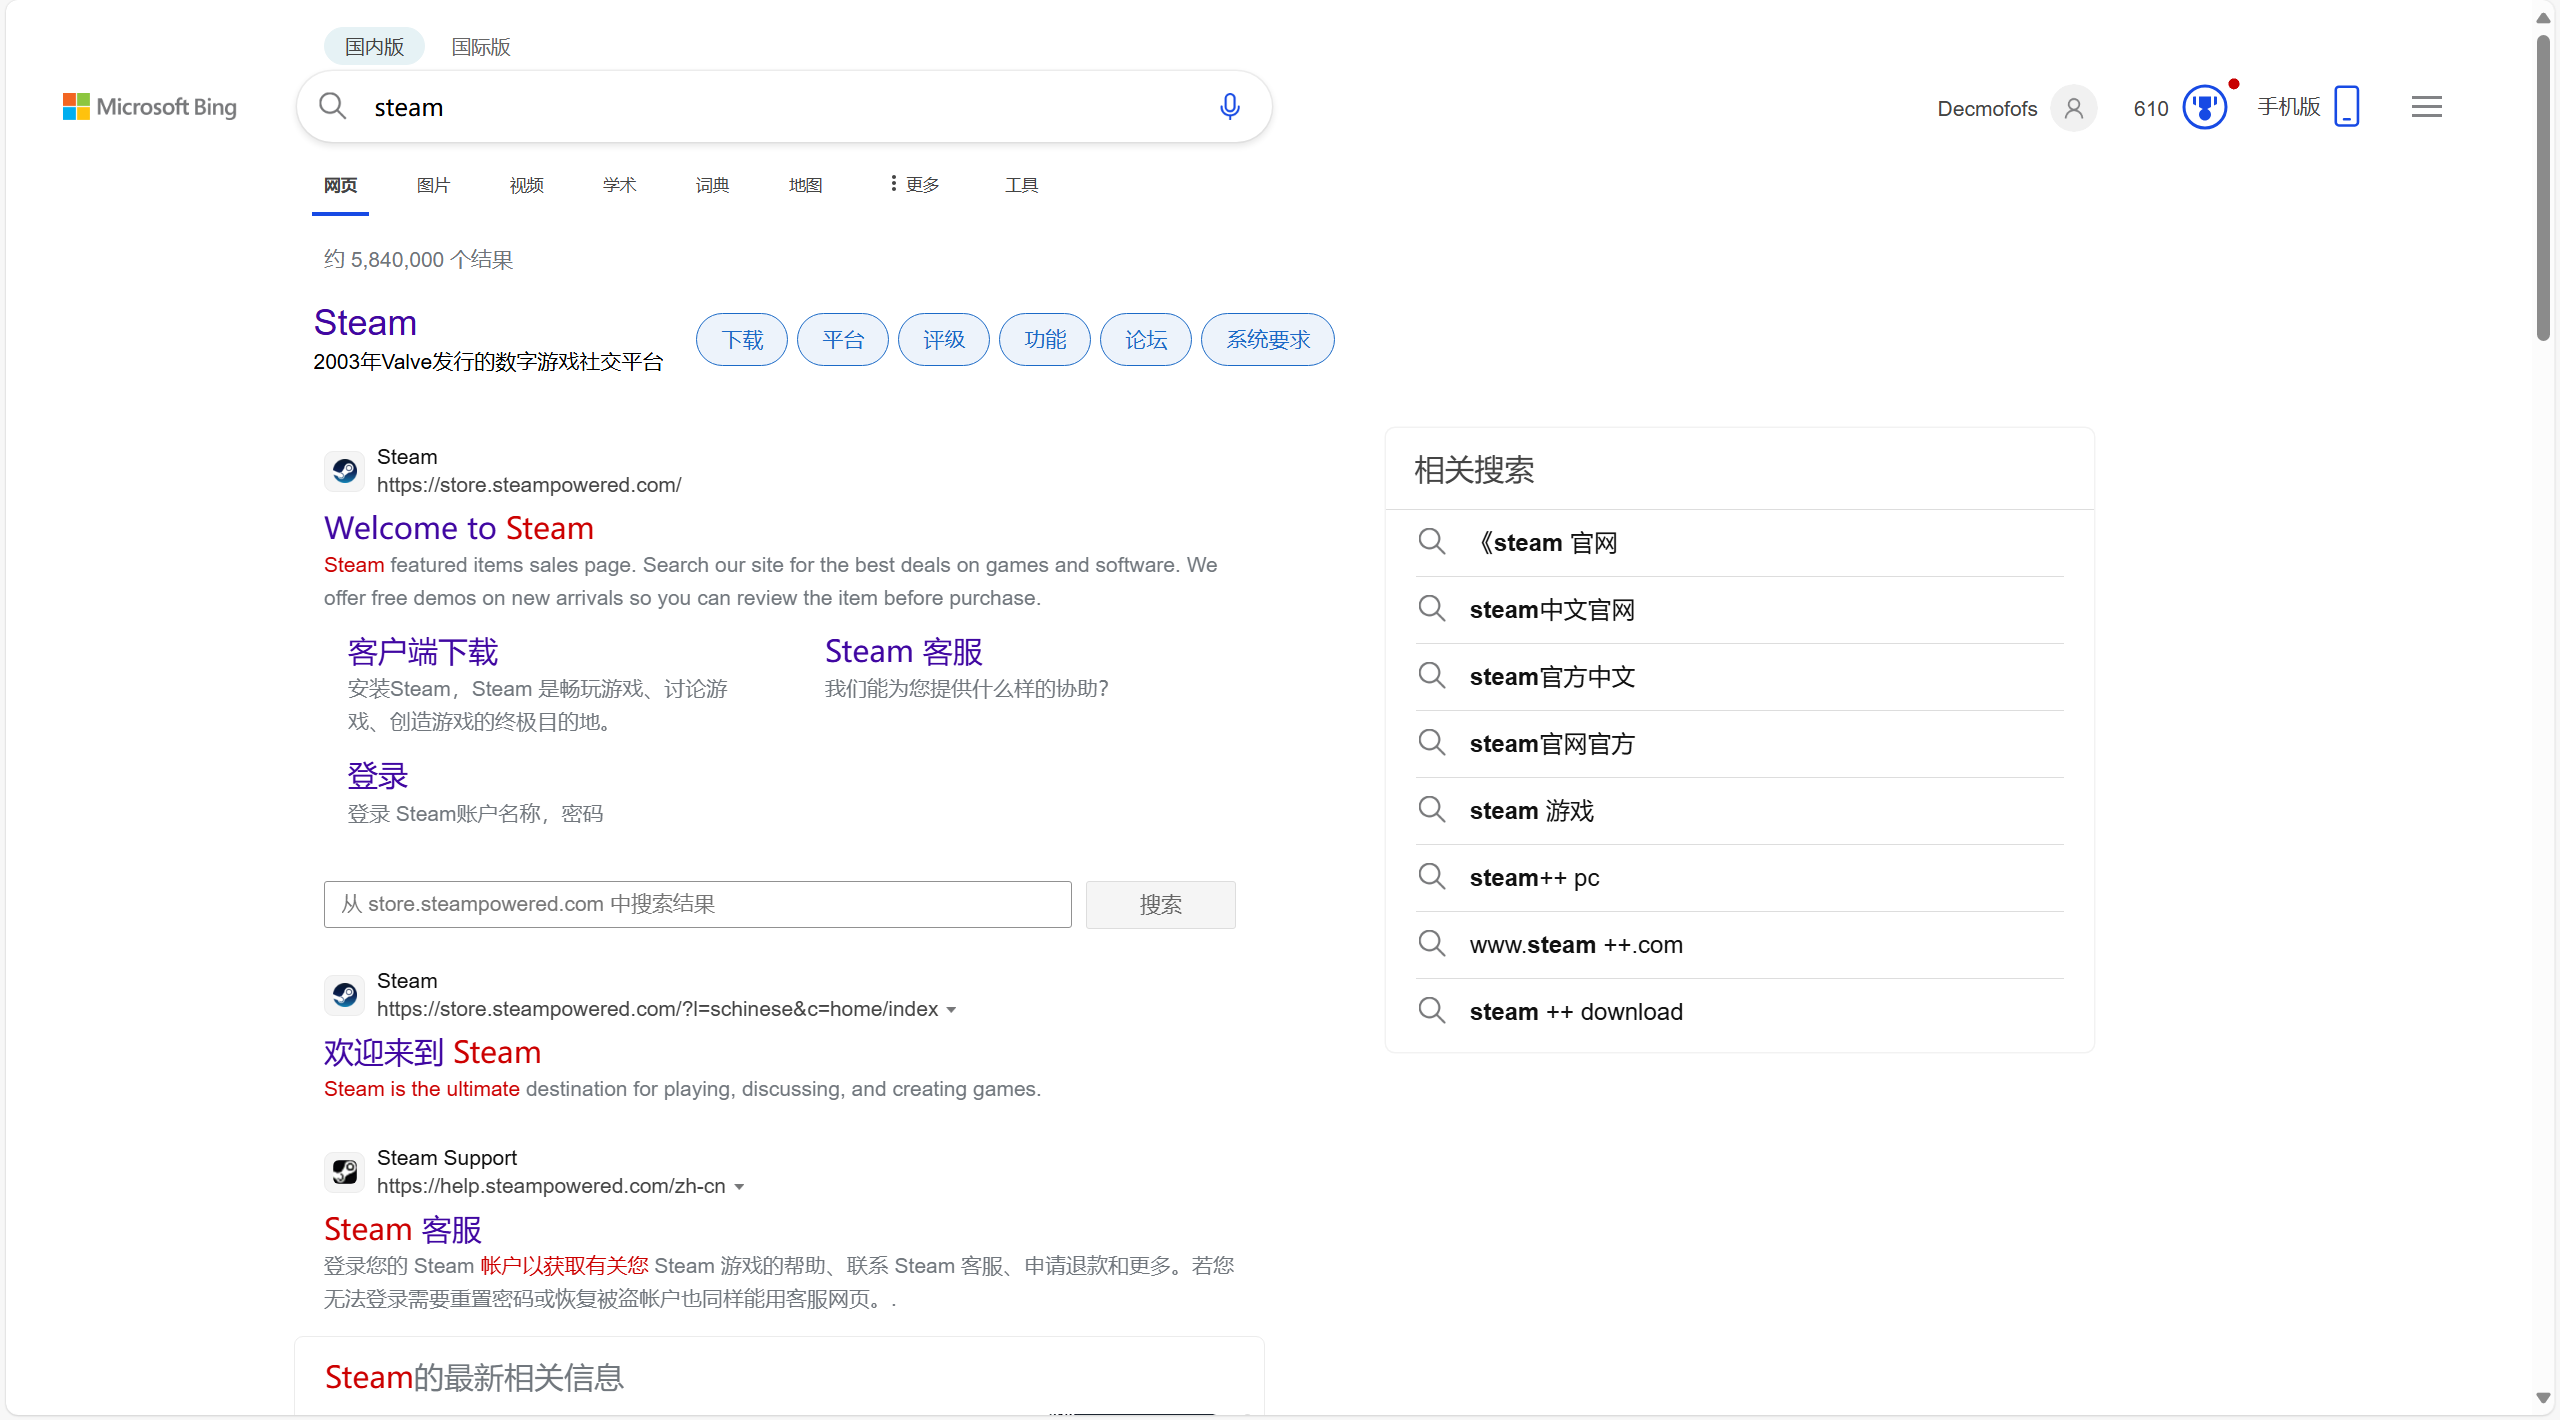 国内版
国际版
Microsoft Bing
steam
Decmofofs
610
手机版
网页
图片
视频
学术
词典
地图
更多
工具
约 5,840,000 个结果
Steam
2003年Valve发行的数字游戏社交平台
下载
平台
评级
功能
论坛
系统要求
Steam
https://store.steampowered.com/
Welcome to Steam
Steam featured items sales page. Search our site for the best deals on games and software. We
offer free demos on new arrivals so you can review the item before purchase.
客户端下载
安装Steam，Steam 是畅玩游戏、讨论游
戏、创造游戏的终极目的地。
Steam 客服
我们能为您提供什么样的协助？
登录
登录 Steam账户名称，密码
从 store.steampowered.com 中搜索结果
搜索
Steam
https://store.steampowered.com/?l=schinese&c=home/index
欢迎来到 Steam
Steam is the ultimate destination for playing, discussing, and creating games.
Steam Support
https://help.steampowered.com/zh-cn
Steam 客服
登录您的 Steam 帐户以获取有关您 Steam 游戏的帮助、联系 Steam 客服、申请退款和更多。若您
无法登录需要重置密码或恢复被盗帐户也同样能用客服网页。.
Steam的最新相关信息
相关搜索
《steam 官网
steam中文官网
steam官方中文
steam官网官方
steam 游戏
steam++ pc
www.steam ++.com
steam ++ download